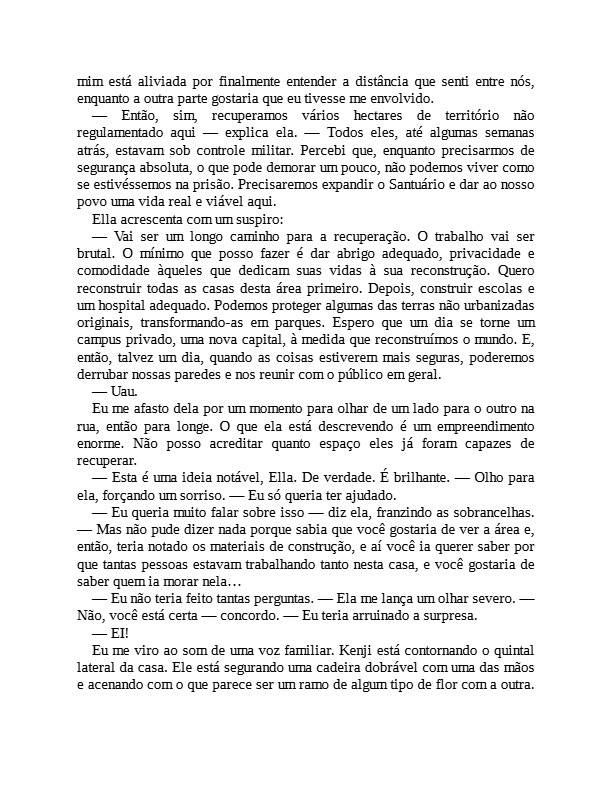 mim está aliviada por finalmente entender a distância que senti entre nós,
enquanto a outra parte gostaria que eu tivesse me envolvido.
— Então, sim, recuperamos vários hectares de território não
regulamentado aqui — explica ela. — Todos eles, até algumas semanas
atrás, estavam sob controle militar. Percebi que, enquanto precisarmos de
segurança absoluta, o que pode demorar um pouco, não podemos viver como
se estivéssemos na prisão. Precisaremos expandir o Santuário e dar ao nosso
povo uma vida real e viável aqui.
Ella acrescenta com um suspiro:
— Vai ser um longo caminho para a recuperação. O trabalho vai ser
brutal. O mínimo que posso fazer é dar abrigo adequado, privacidade e
comodidade àqueles que dedicam suas vidas à sua reconstrução. Quero
reconstruir todas as casas desta área primeiro. Depois, construir escolas e
um hospital adequado. Podemos proteger algumas das terras não urbanizadas
originais, transformando-as em parques. Espero que um dia se torne um
campus privado, uma nova capital, à medida que reconstruímos o mundo. E,
então, talvez um dia, quando as coisas estiverem mais seguras, poderemos
derrubar nossas paredes e nos reunir com o público em geral.
— Uau.
Eu me afasto dela por um momento para olhar de um lado para o outro na
rua, então para longe. O que ela está descrevendo é um empreendimento
enorme. Não posso acreditar quanto espaço eles já foram capazes de
recuperar.
— Esta é uma ideia notável, Ella. De verdade. É brilhante. — Olho para
ela, forçando um sorriso. — Eu só queria ter ajudado.
— Eu queria muito falar sobre isso — diz ela, franzindo as sobrancelhas.
— Mas não pude dizer nada porque sabia que você gostaria de ver a área e,
então, teria notado os materiais de construção, e aí você ia querer saber por
que tantas pessoas estavam trabalhando tanto nesta casa, e você gostaria de
saber quem ia morar nela…
— Eu não teria feito tantas perguntas. — Ela me lança um olhar severo. —
Não, você está certa — concordo. — Eu teria arruinado a surpresa.
— EI!
Eu me viro ao som de uma voz familiar. Kenji está contornando o quintal
lateral da casa. Ele está segurando uma cadeira dobrável com uma das mãos
e acenando com o que parece ser um ramo de algum tipo de flor com a outra.